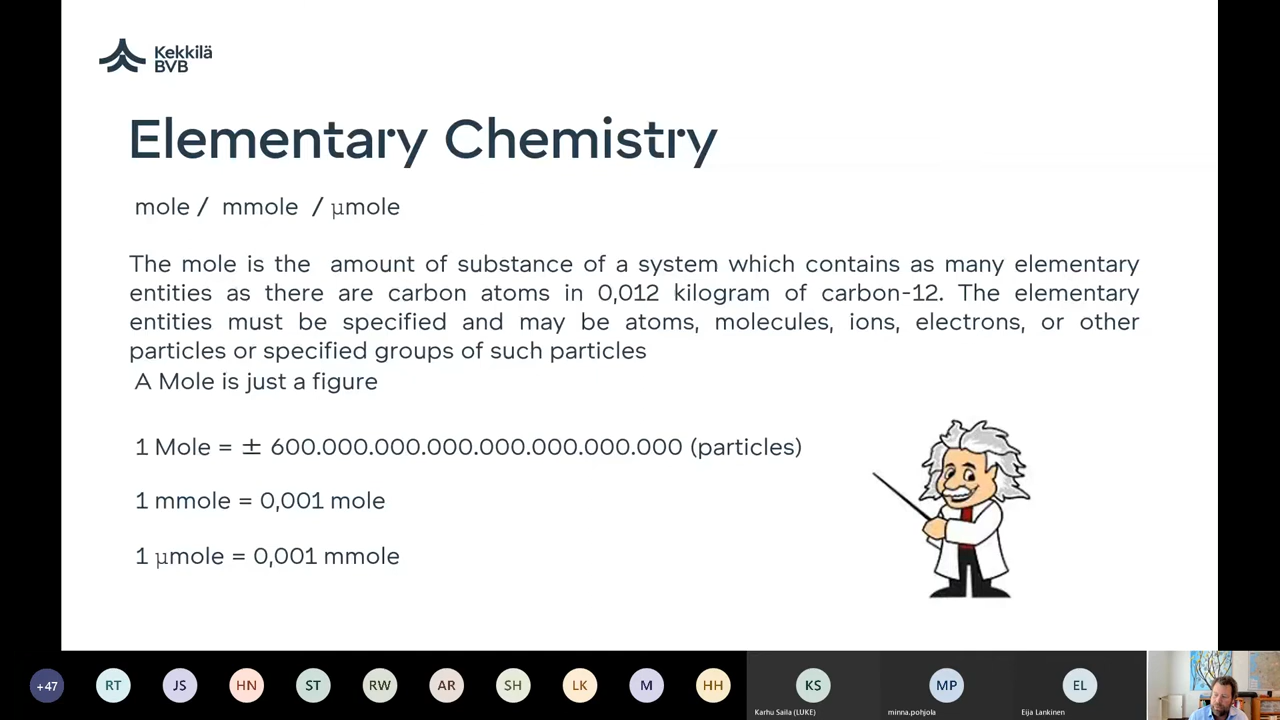 Kekkilä
BVB
Elementary Chemistry
mole / mmole / µmole
The mole is the amount of substance of a system which contains as many elementary
entities as there are carbon atoms in 0,012 kilogram of carbon-12. The elementary
entities must be specified and may be atoms, molecules, ions, electrons, or other
particles or specified groups of such particles
A Mole is just a figure
1 Mole = ± 600.000.000.000.000.000.000.000 (particles)
1 mmole = 0,001 mole
1 µmole = 0,001 mmole
+47 RT JS HN ST RW AR SH LK M HH KS MP EL
Karhu Saila (LUKE) minna.pohjola Eija Lankinen